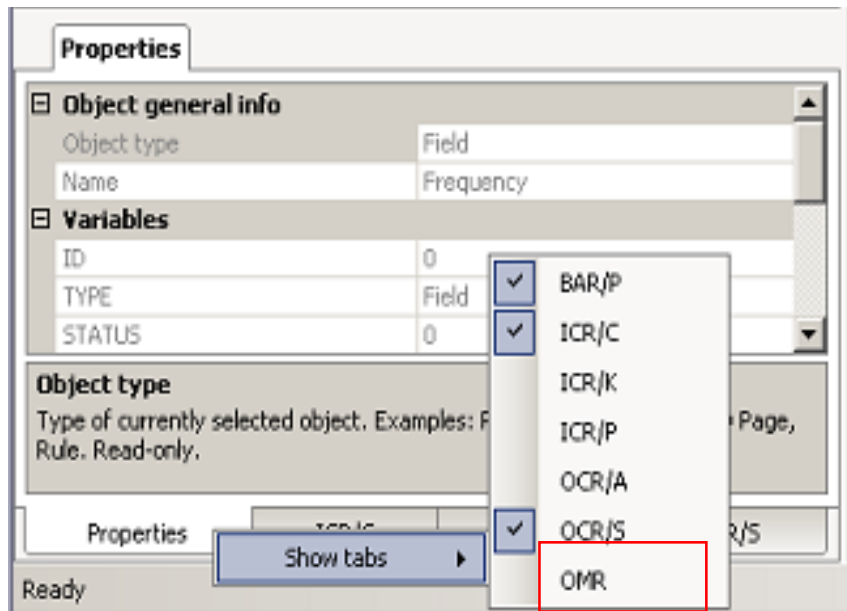 Properties
Object general info
Object type Field
Name Frequency
Variables
ID 0
TYPE Field
STATUS 0
Object type
Type of currently selected object. Examples: Page,
Rule. Read-only.
Properties ICR/C R/S
Show tabs
Ready
BAR/P
ICR/C
ICR/K
ICR/P
OCR/A
OCR/S
OMR